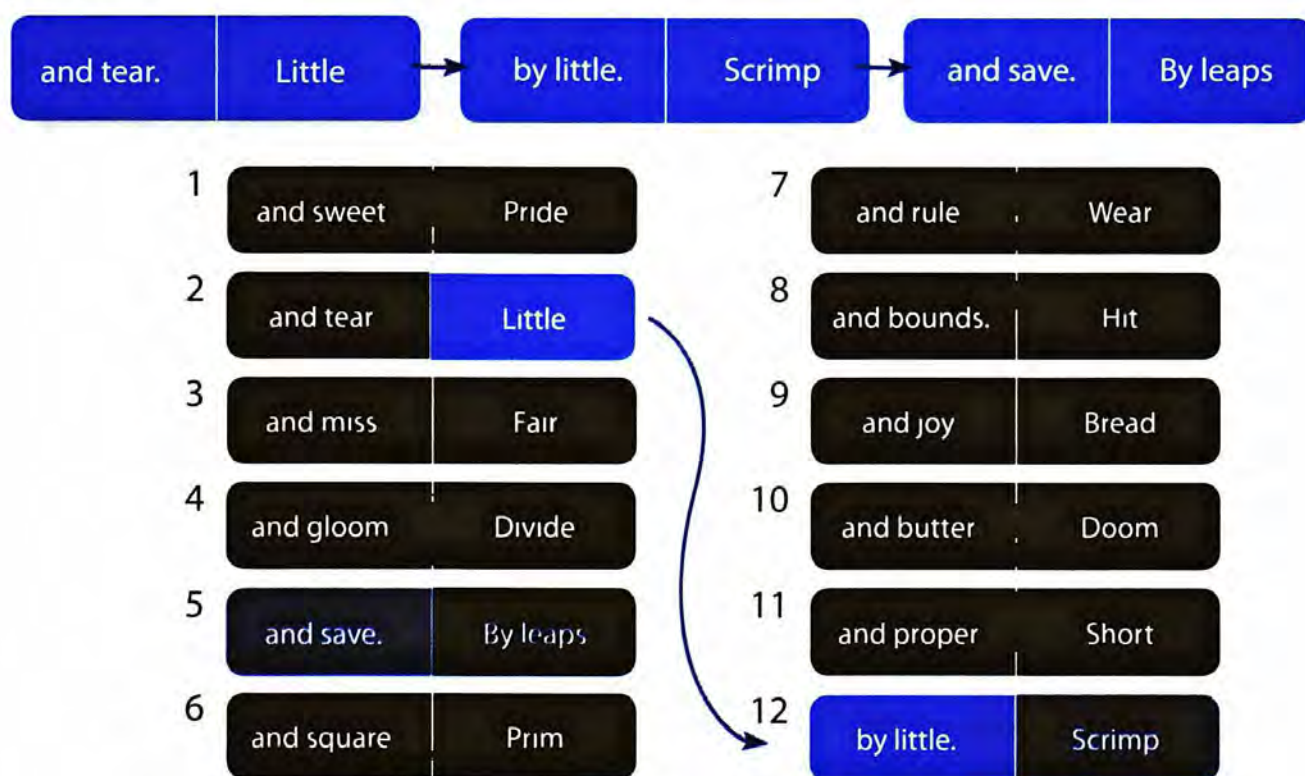 and tear. Little by little. Scrimp and save. By leaps
1 and sweet Pride
2 and tear Little
3 and miss Fair
4 and gloom Divide
5 and save. By leaps
6 and square Prim
7 and rule Wear
8 and bounds. Hit
9 and joy Bread
10 and butter Doom
11 and proper Short
12 by little. Scrimp